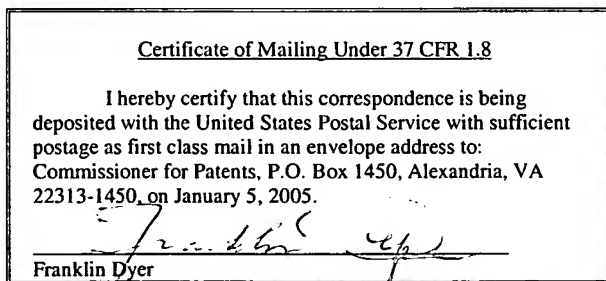 Certificate of Mailing Under 37 CFR 1.8
I hereby certify that this correspondence is being
deposited with the United States Postal Service with sufficient
postage as first class mail in an envelope address to:
Commissioner for Patents, P.O. Box 1450, Alexandria, VA
22313-1450, on January 5, 2005.
Franklin Dyer